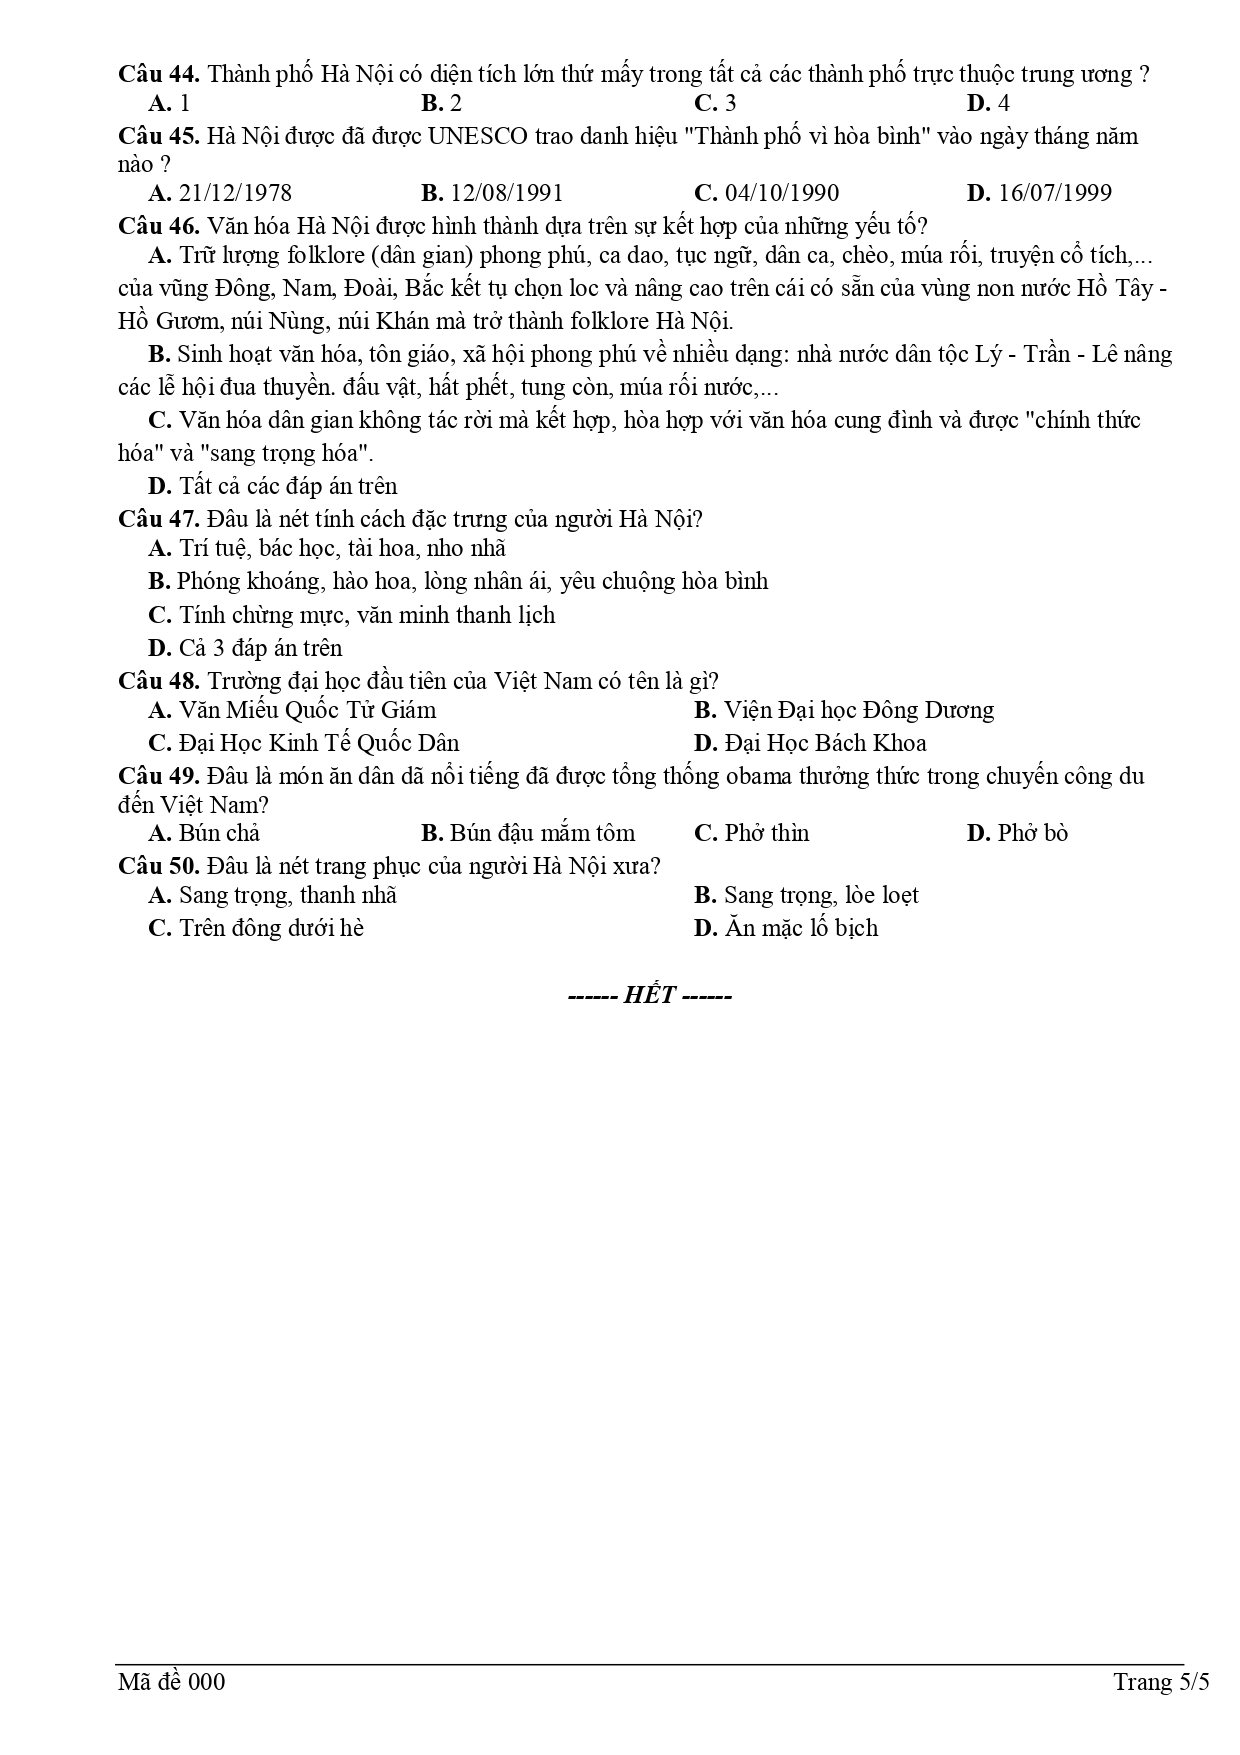 Câu 44. Thành phố Hà Nội có diện tích lớn thứ mấy trong tất cả các thành phố trực thuộc trung ương ?
A. 1 B. 2 C. 3 D. 4
Câu 45. Hà Nội được đã được UNESCO trao danh hiệu "Thành phố vì hòa bình" vào ngày tháng năm
nào ?
A. 21/12/1978 B. 12/08/1991 C. 04/10/1990 D. 16/07/1999
Câu 46. Văn hóa Hà Nội được hình thành dựa trên sự kết hợp của những yếu tố?
A. Trữ lượng folklore (dân gian) phong phú, ca dao, tục ngữ, dân ca, chèo, múa rối, truyện cổ tích,...
của vũng Đông, Nam, Đoài, Bắc kết tụ chọn loc và nâng cao trên cái có sẵn của vùng non nước Hồ Tây -
Hồ Gươm, núi Nùng, núi Khán mà trở thành folklore Hà Nội.
B. Sinh hoạt văn hóa, tôn giáo, xã hội phong phú về nhiều dạng: nhà nước dân tộc Lý - Trần - Lê nâng
các lễ hội đua thuyền. đấu vật, hất phết, tung còn, múa rối nước,...
C. Văn hóa dân gian không tác rời mà kết hợp, hòa hợp với văn hóa cung đình và được "chính thức
hóa" và "sang trọng hóa".
D. Tất cả các đáp án trên
Câu 47. Đâu là nét tính cách đặc trưng của người Hà Nội?
A. Trí tuệ, bác học, tài hoa, nho nhã
B. Phóng khoáng, hào hoa, lòng nhân ái, yêu chuộng hòa bình
C. Tính chừng mực, văn minh thanh lịch
D. Cả 3 đáp án trên
Câu 48. Trường đại học đầu tiên của Việt Nam có tên là gì?
A. Văn Miếu Quốc Tử Giám B. Viện Đại học Đông Dương
C. Đại Học Kinh Tế Quốc Dân D. Đại Học Bách Khoa
Câu 49. Đâu là món ăn dân dã nổi tiếng đã được tổng thống obama thưởng thức trong chuyến công du
đến Việt Nam?
A. Bún chả B. Bún đậu mắm tôm C. Phở thìn D. Phở bò
Câu 50. Đâu là nét trang phục của người Hà Nội xưa?
A. Sang trọng, thanh nhã B. Sang trọng, lòe loẹt
C. Trên đông dưới hè D. Ăn mặc lố bịch
------ HẾT ------
Mã đề 000 Trang 5/5